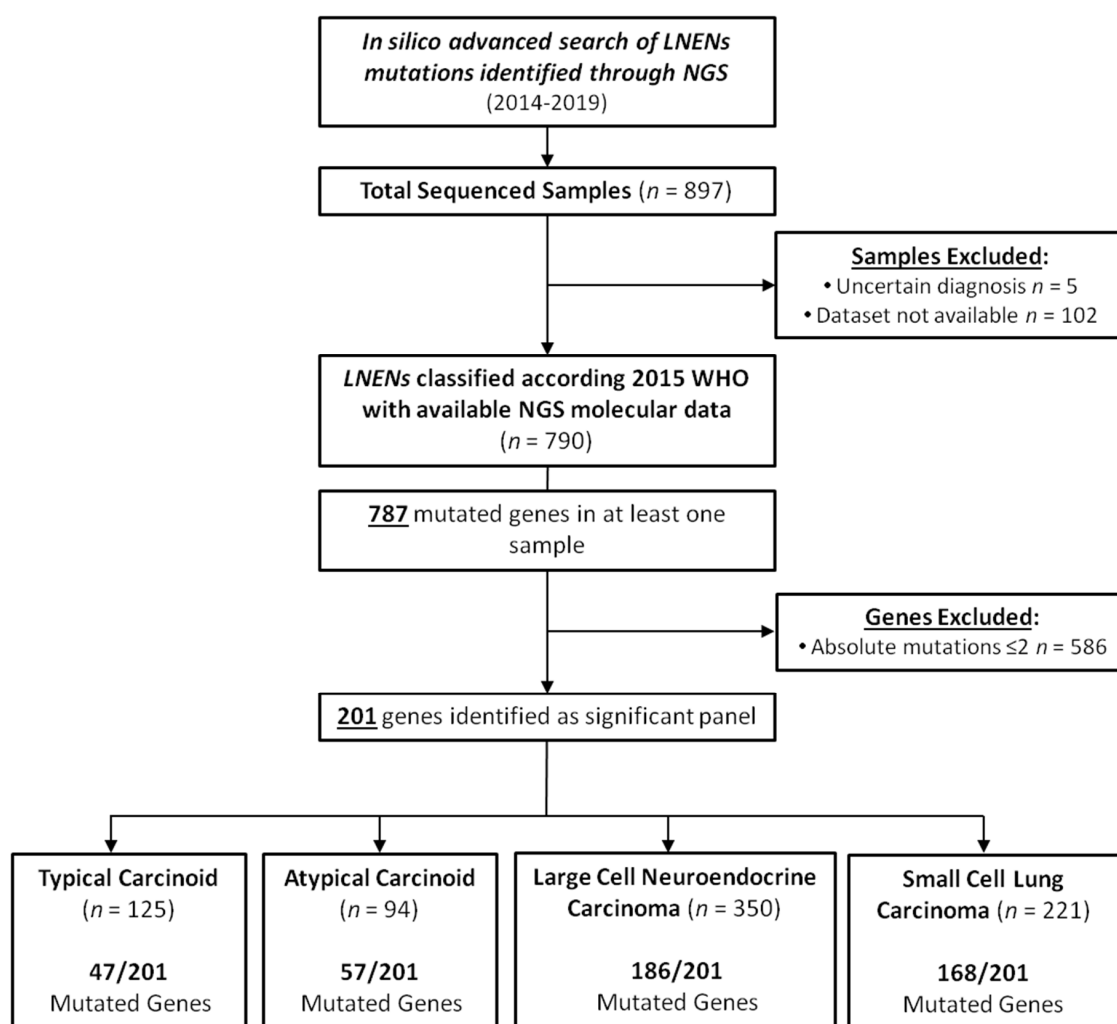 In silico advanced search of LNENs
mutations identified through NGS
(2014-2019)
Total Sequenced Samples (n = 897)
Samples Excluded:
• Uncertain diagnosis n = 5
• Dataset not available n = 102
LNENs classified according 2015 WHO
with available NGS molecular data
(n = 790)
787 mutated genes in at least one
sample
Genes Excluded:
• Absolute mutations ≤2 n = 586
201 genes identified as significant panel
Typical Carcinoid
(n = 125)
47/201
Mutated Genes
Atypical Carcinoid
(n = 94)
57/201
Mutated Genes
Large Cell Neuroendocrine
Carcinoma (n = 350)
186/201
Mutated Genes
Small Cell Lung
Carcinoma (n = 221)
168/201
Mutated Genes